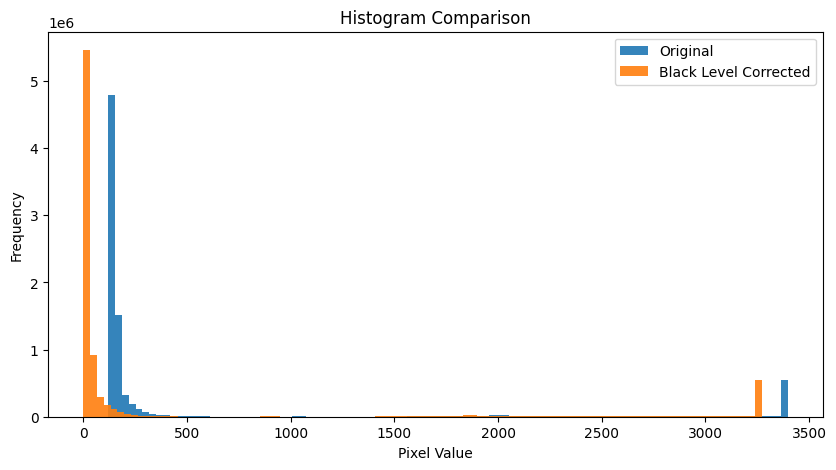 Histogram Comparison
1e6
Original
Black Level Corrected
5
4
3
2
1
0
Frequency
0 500 1000 1500 2000 2500 3000 3500
Pixel Value